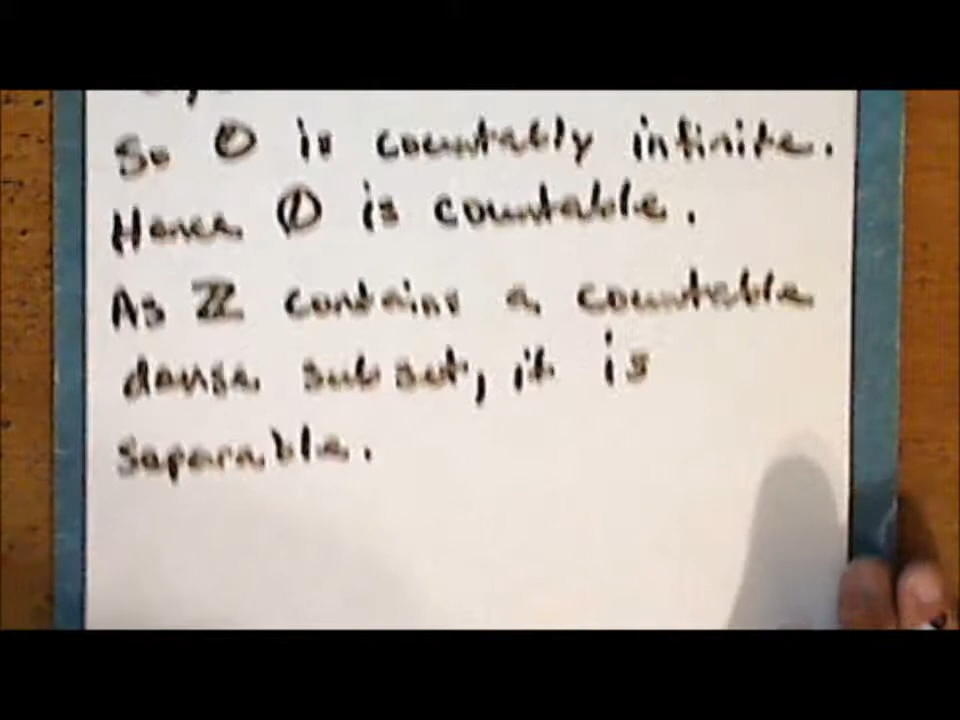 So 𝕆 is countably infinite.
Hence 𝕆 is countable.
As ℤ contains a countable
dense subset, it is
separable.